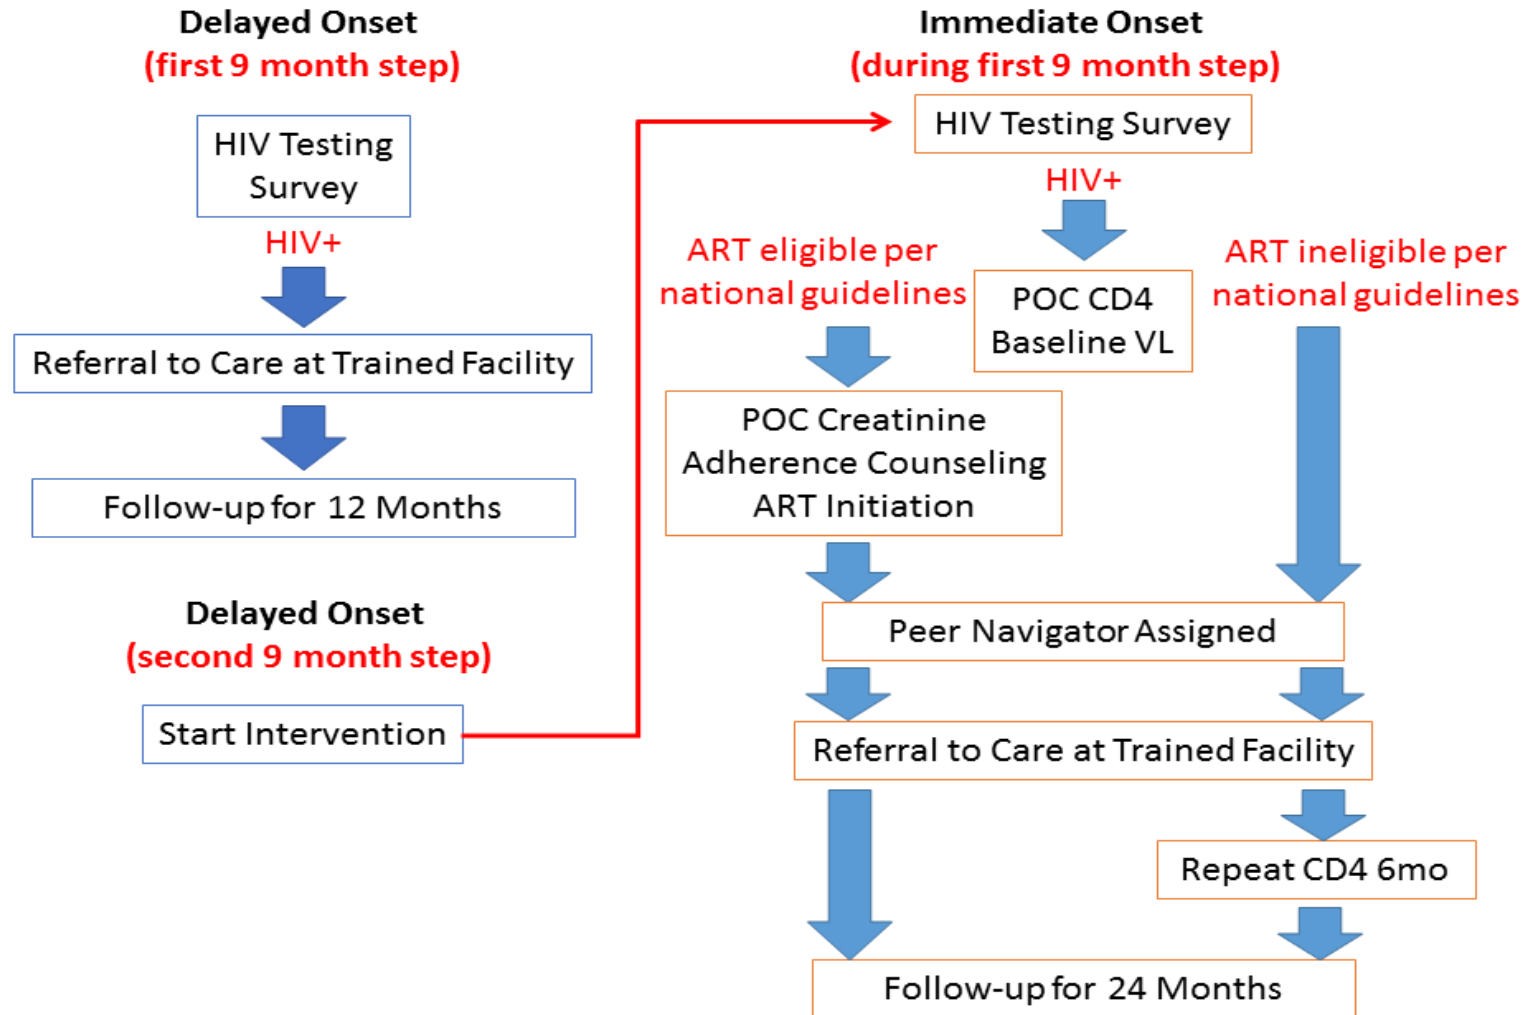 Delayed Onset
(first 9 month step)
HIV Testing
Survey
HIV+
Referral to Care at Trained Facility
Follow-up for 12 Months
Delayed Onset
(second 9 month step)
Start Intervention
Immediate Onset
(during first 9 month step)
HIV Testing Survey
HIV+
ART eligible per
national guidelines
POC CD4
Baseline VL
ART ineligible per
national guidelines
POC Creatinine
Adherence Counseling
ART Initiation
Peer Navigator Assigned
Referral to Care at Trained Facility
Repeat CD4 6mo
Follow-up for 24 Months